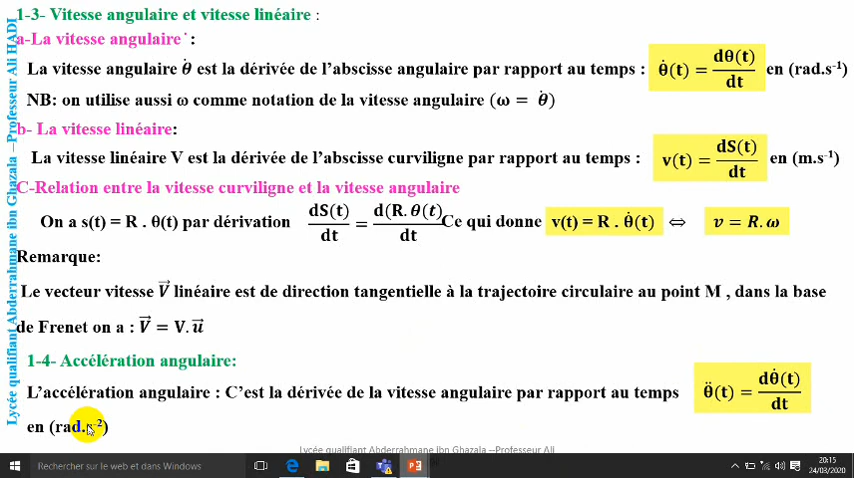 1-3- Vitesse angulaire et vitesse linéaire :
a-La vitesse angulaire :
La vitesse angulaire θ̇ est la dérivée de l'abscisse angulaire par rapport au temps : θ̇(t) = dθ(t)/dt en (rad.s⁻¹)
NB: on utilise aussi ω comme notation de la vitesse angulaire (ω = θ̇)
b- La vitesse linéaire:
La vitesse linéaire V est la dérivée de l'abscisse curviligne par rapport au temps : v(t) = dS(t)/dt en (m.s⁻¹)
C-Relation entre la vitesse curviligne et la vitesse angulaire
On a s(t) = R . θ(t) par dérivation dS(t)/dt = d(R.θ(t)/dt Ce qui donne v(t) = R . θ̇(t) ⇔ v = R.ω
Remarque:
Le vecteur vitesse V⃗ linéaire est de direction tangentielle à la trajectoire circulaire au point M , dans la base
de Frenet on a : V⃗ = V.u⃗
1-4- Accélération angulaire:
L'accélération angulaire : C'est la dérivée de la vitesse angulaire par rapport au temps θ̈(t) = dθ̇(t)/dt
en (rad.s⁻²)
Lycée qualifiant Abderrahmane ibn Ghazala –Professeur Ali HADI
Lycée qualifiant Abderrahmane ibn Ghazala --Professeur Ali
Rechercher sur le web et dans Windows
20:15
24/03/2020